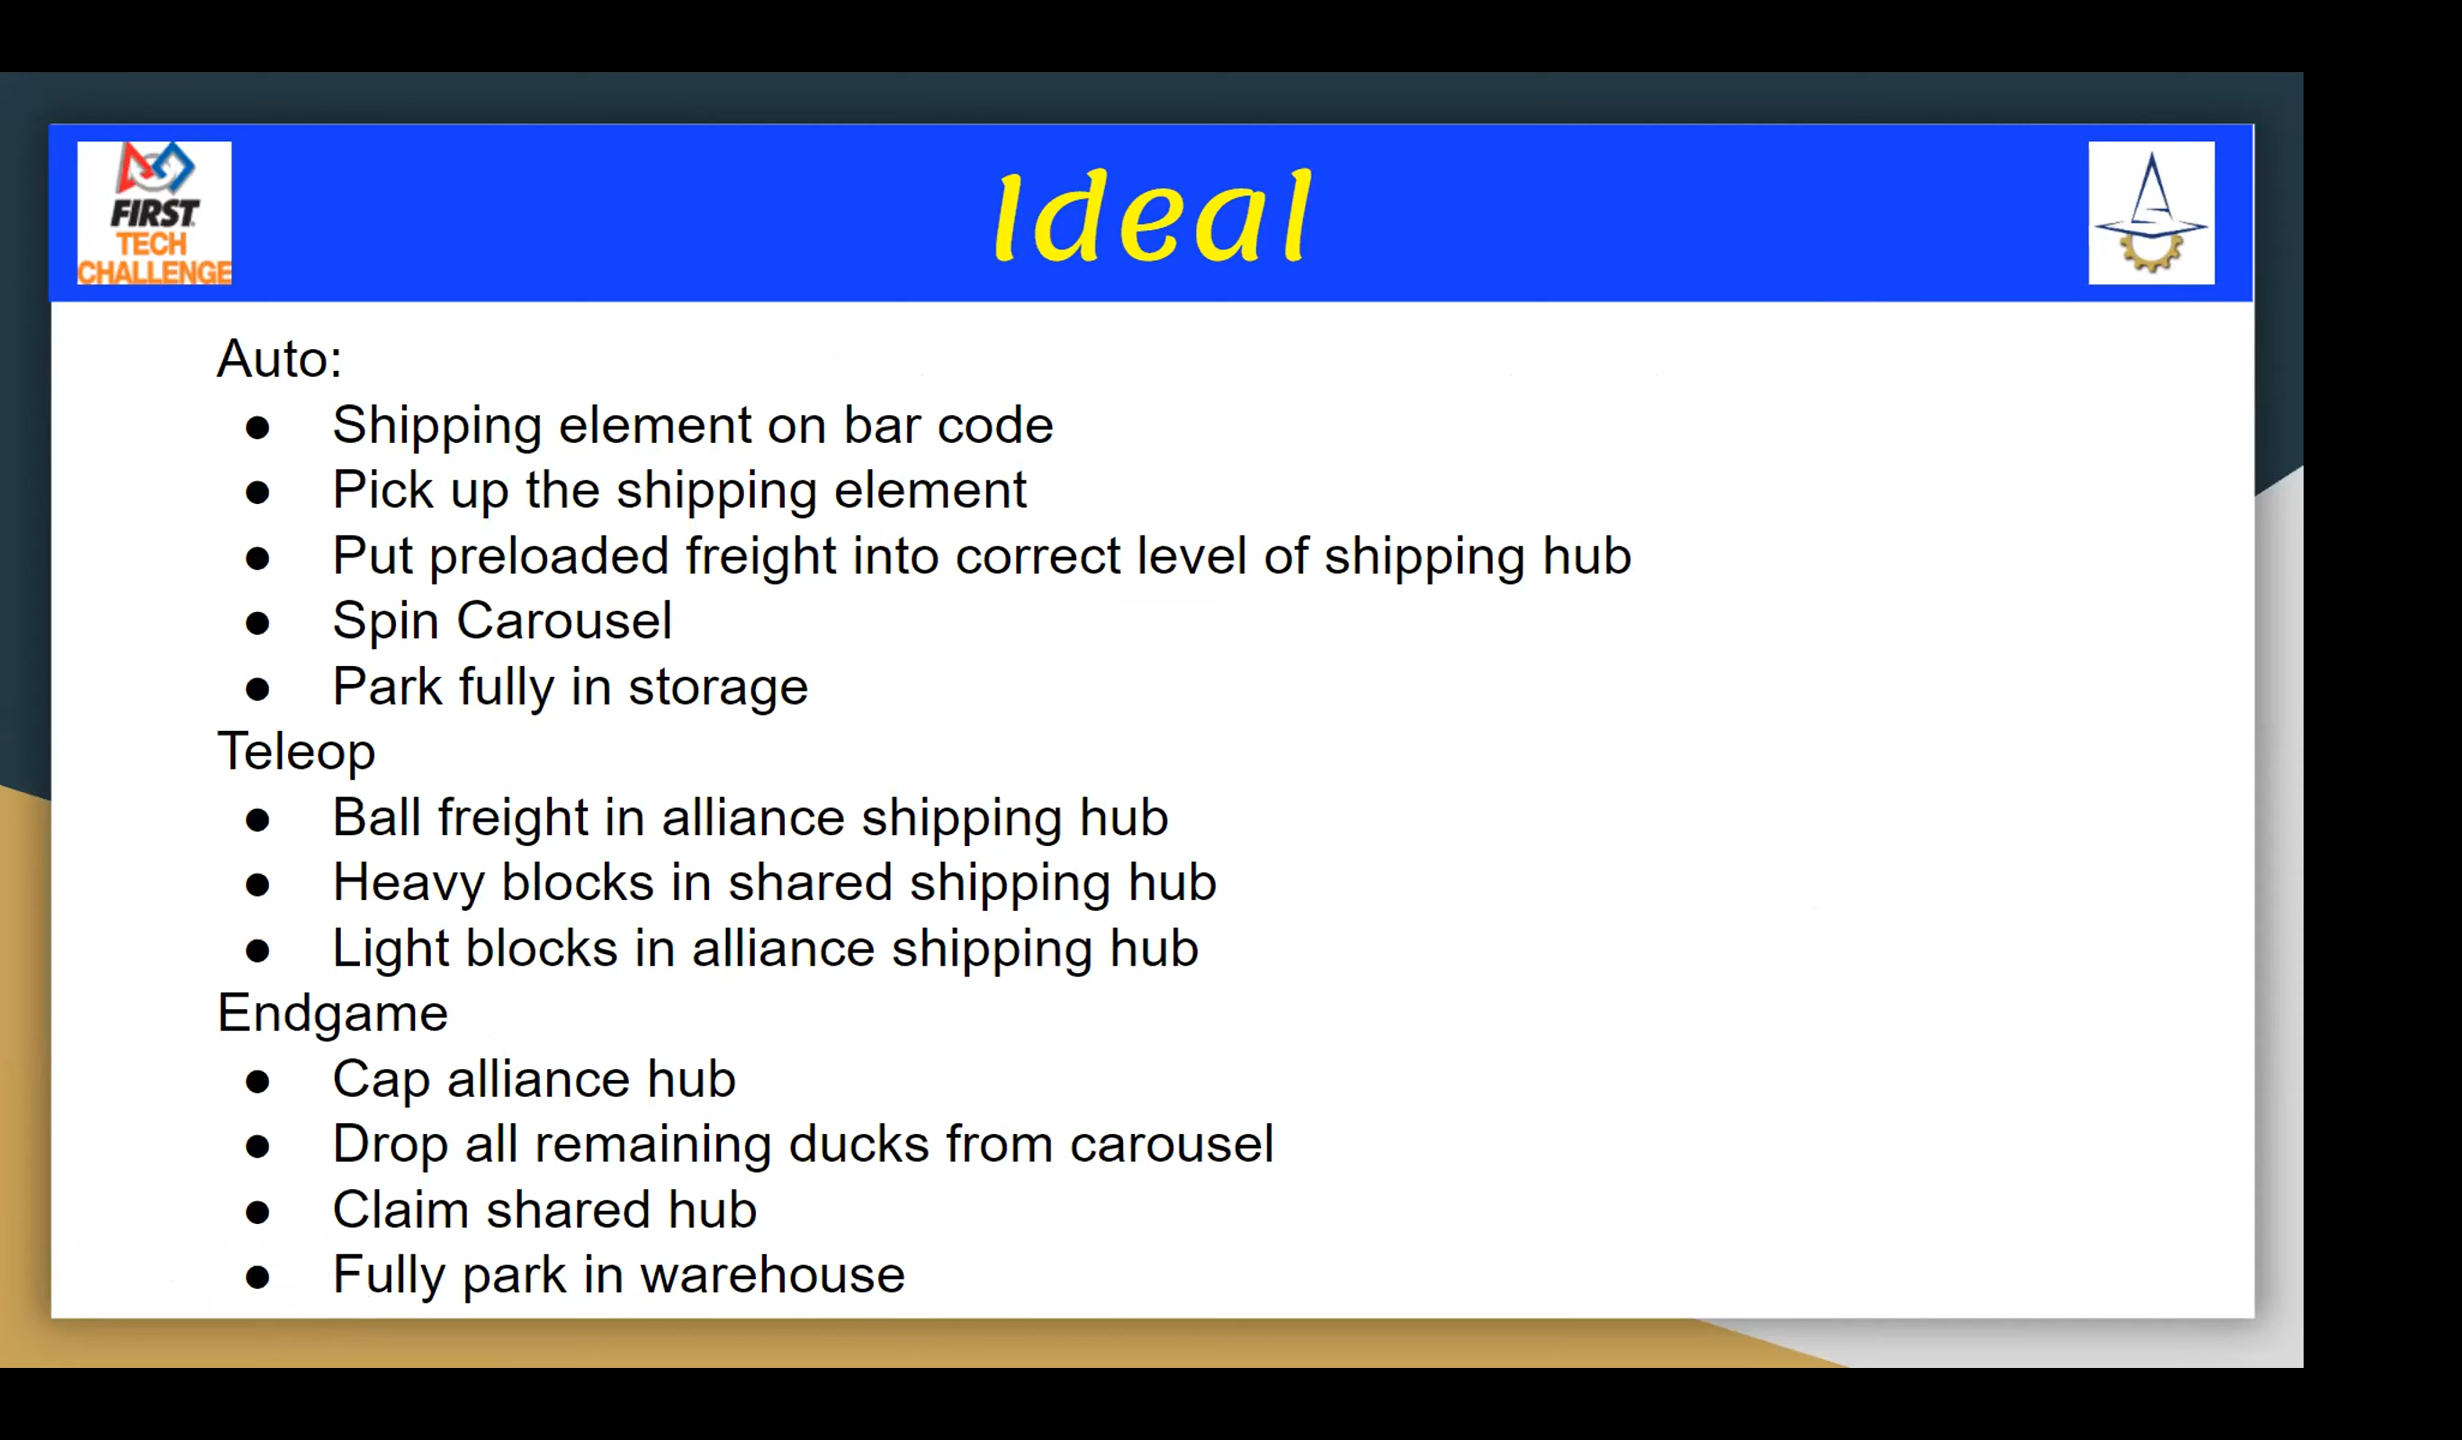 FIRST
TECH
CHALLENGE
Ideal
Auto:
● Shipping element on bar code
● Pick up the shipping element
● Put preloaded freight into correct level of shipping hub
● Spin Carousel
● Park fully in storage
Teleop
● Ball freight in alliance shipping hub
● Heavy blocks in shared shipping hub
● Light blocks in alliance shipping hub
Endgame
● Cap alliance hub
● Drop all remaining ducks from carousel
● Claim shared hub
● Fully park in warehouse